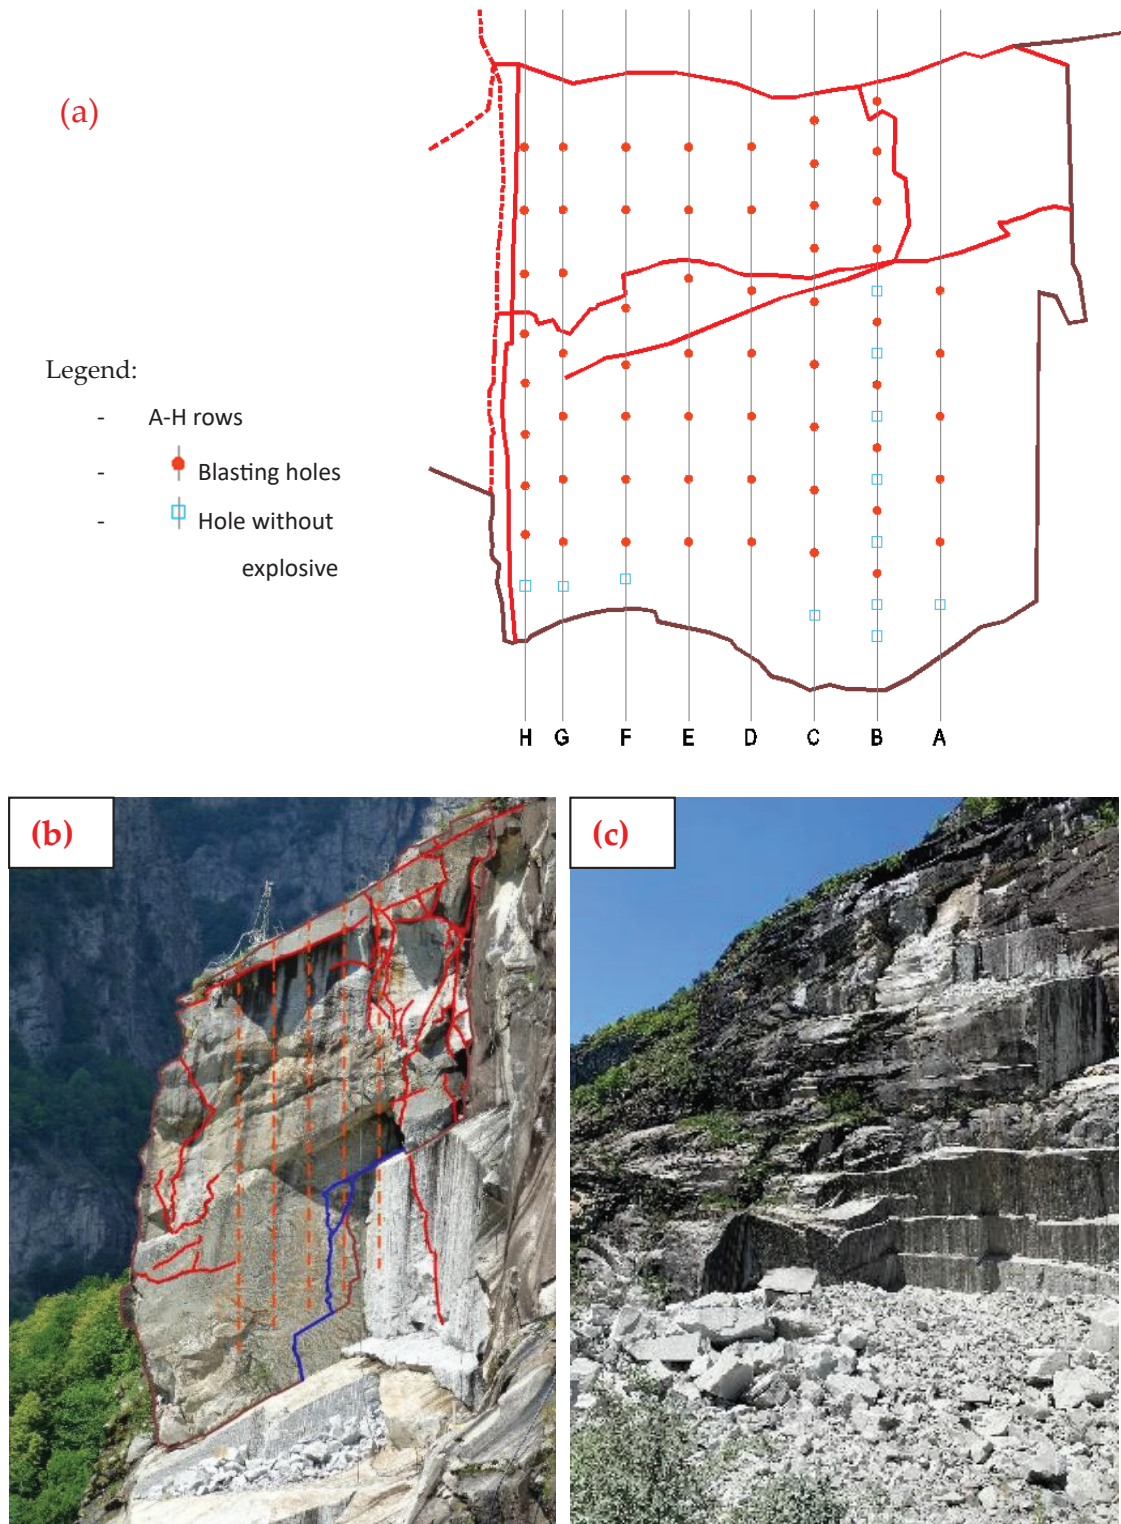 (a)
Legend:
- A-H rows
- Blasting holes
- Hole without
explosive
H G F E D C B A
(b)
(c)